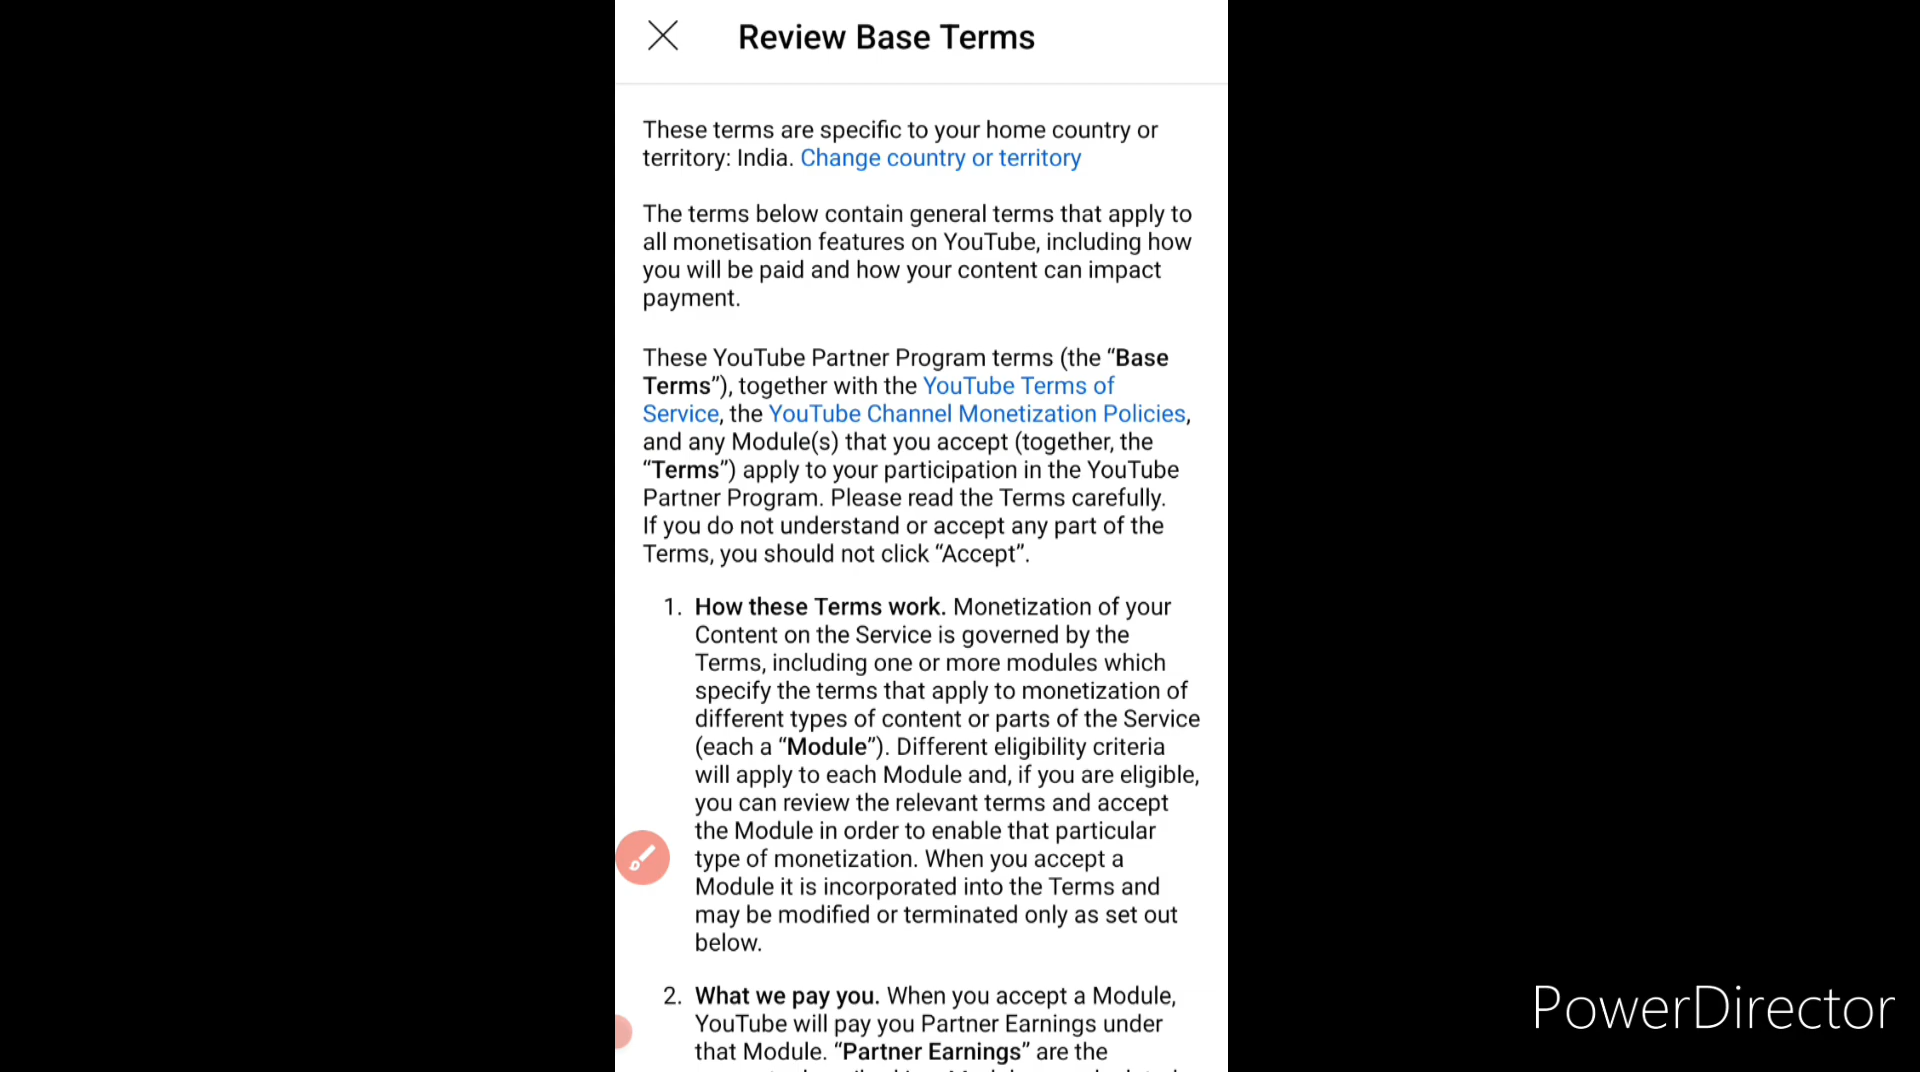 Review Base Terms
These terms are specific to your home country or
territory: India. Change country or territory
The terms below contain general terms that apply to
all monetisation features on YouTube, including how
you will be paid and how your content can impact
payment.
These YouTube Partner Program terms (the “Base
Terms”), together with the YouTube Terms of
Service, the YouTube Channel Monetization Policies,
and any Module(s) that you accept (together, the
“Terms”) apply to your participation in the YouTube
Partner Program. Please read the Terms carefully.
If you do not understand or accept any part of the
Terms, you should not click “Accept”.
1. How these Terms work. Monetization of your
Content on the Service is governed by the
Terms, including one or more modules which
specify the terms that apply to monetization of
different types of content or parts of the Service
(each a “Module”). Different eligibility criteria
will apply to each Module and, if you are eligible,
you can review the relevant terms and accept
the Module in order to enable that particular
type of monetization. When you accept a
Module it is incorporated into the Terms and
may be modified or terminated only as set out
below.
2. What we pay you. When you accept a Module,
YouTube will pay you Partner Earnings under
that Module. “Partner Earnings” are the
PowerDirector